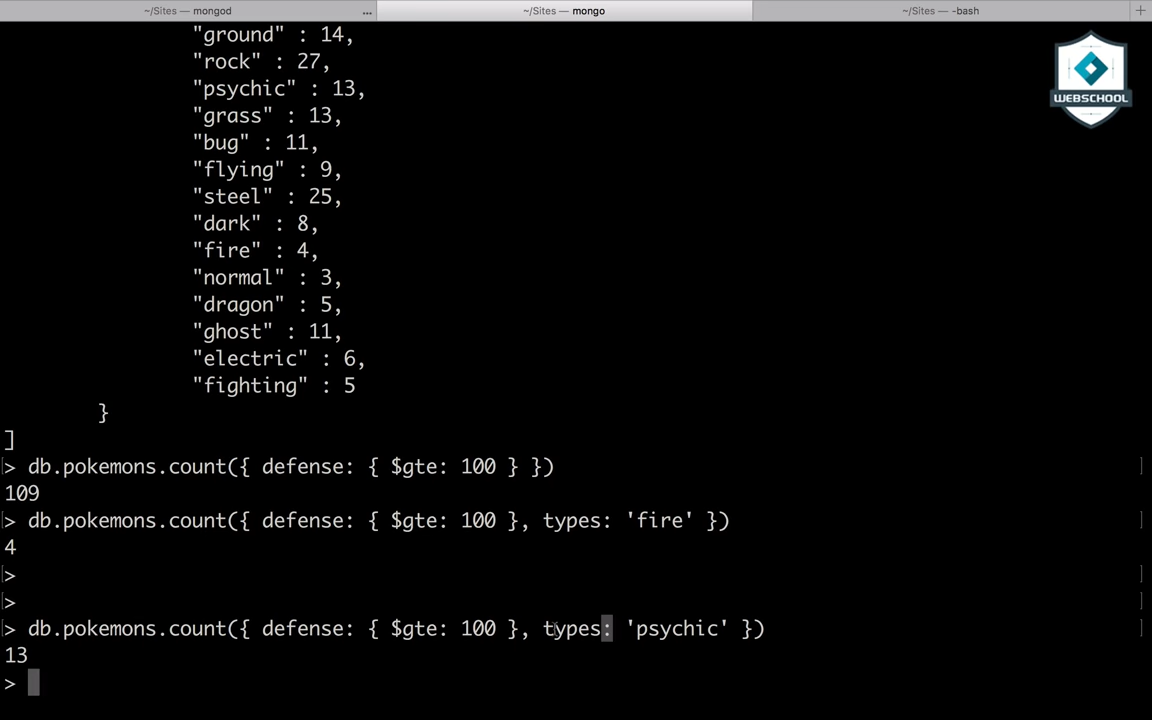 ~/Sites — mongod
...
~/Sites — mongo
~/Sites — -bash
+
"ground" : 14,
"rock" : 27,
"psychic" : 13,
"grass" : 13,
"bug" : 11,
"flying" : 9,
"steel" : 25,
"dark" : 8,
"fire" : 4,
"normal" : 3,
"dragon" : 5,
"ghost" : 11,
"electric" : 6,
"fighting" : 5
}
]
> db.pokemons.count({ defense: { $gte: 100 } })
109
> db.pokemons.count({ defense: { $gte: 100 }, types: 'fire' })
4
>
>
> db.pokemons.count({ defense: { $gte: 100 }, types: 'psychic' })
13
>
WEBSCHOOL